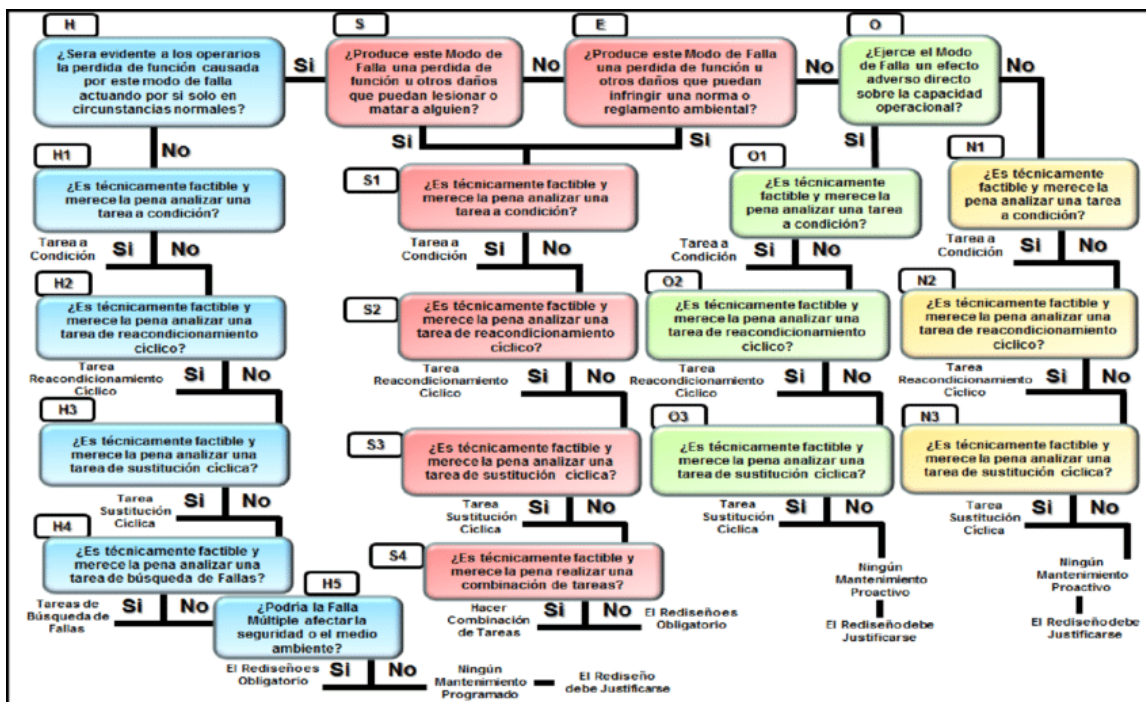 H
¿Sera evidente a los operarios
la perdida de función causada
por este modo de falla
actuando por si solo en
circunstancias normales?
Si
No
S
¿Produce este Modo de
Falla una perdida de
función u otros daños
que puedan lesionar o
matar a alguien?
No
Si
E
¿Produce este Modo de Falla
una perdida de función u
otros daños que puedan
infringir una norma o
reglamento ambiental?
No
Si
O
¿Ejerce el Modo
de Falla un efecto
adverso directo
sobre la capacidad
operacional?
No
Si
H1
¿Es técnicamente factible y
merece la pena analizar una
tarea a condición?
Tarea a
Condición
Si
No
H2
¿Es técnicamente factible y
merece la pena analizar una
tarea de reacondicionamiento
cíclico?
Tarea
Reacondicionamiento
Cíclico
Si
No
H3
¿Es técnicamente factible y
merece la pena analizar una
tarea de sustitución cíclica?
Tarea
Sustitución
Cíclica
Si
No
H4
¿Es técnicamente factible y
merece la pena analizar una
tarea de búsqueda de Fallas?
Tareas de
Búsqueda de
Fallas
Si
No
H5
¿Podría la Falla
Múltiple afectar la
seguridad o el medio
ambiente?
El Rediseño es
Obligatorio
Si
No
Ningún
Mantenimiento
Programado
El Rediseño
debe Justificarse
S1
¿Es técnicamente factible y
merece la pena analizar una
tarea a condición?
Tarea a
Condición
Si
No
S2
¿Es técnicamente factible y
merece la pena analizar una
tarea de reacondicionamiento
cíclico?
Tarea
Reacondicionamiento
Cíclico
Si
No
S3
¿Es técnicamente factible y
merece la pena analizar una
tarea de sustitución cíclica?
Tarea
Sustitución
Cíclica
Si
No
S4
¿Es técnicamente factible y
merece la pena realizar una
combinación de tareas?
Hacer
Combinación
de Tareas
Si
No
El Rediseño es
Obligatorio
O1
¿Es técnicamente
factible y merece la
pena analizar una tarea
a condición?
Tarea a
Condición
Si
No
O2
¿Es técnicamente factible y
merece la pena analizar una
tarea de reacondicionamiento
cíclico?
Tarea
Reacondicionamiento
Cíclico
Si
No
O3
¿Es técnicamente factible y
merece la pena analizar una
tarea de sustitución cíclica?
Tarea
Sustitución
Cíclica
Si
No
Ningún
Mantenimiento
Proactivo
El Rediseño debe
Justificarse
N1
¿Es técnicamente
factible y merece la
pena analizar una tarea
a condición?
Tarea a
Condición
Si
No
N2
¿Es técnicamente factible y
merece la pena analizar una
tarea de reacondicionamiento
cíclico?
Tarea
Reacondicionamiento
Cíclico
Si
No
N3
¿Es técnicamente factible y
merece la pena analizar una
tarea de sustitución cíclica?
Tarea
Sustitución
Cíclica
Si
No
Ningún
Mantenimiento
Proactivo
El Rediseño debe
Justificarse